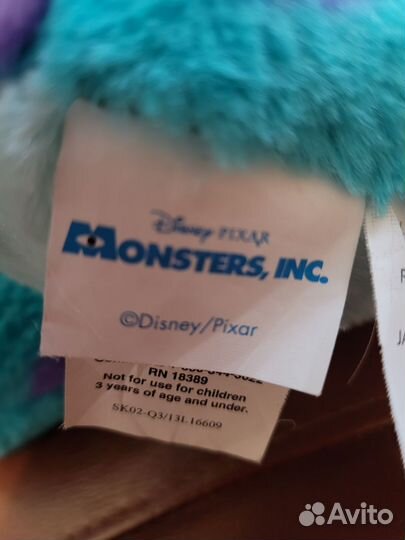 Disney PIXAR
MONSTERS, INC.
©Disney/Pixar
RN 18389
Not for use for children
3 years of age and under.
SK02-Q3/13L16609
JA
Avito